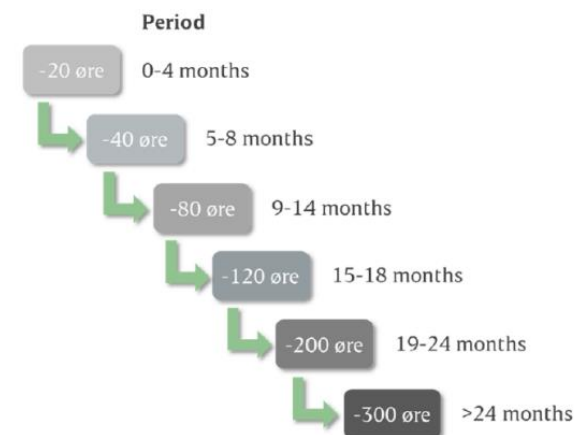 Period
-20 øre 0-4 months
-40 øre 5-8 months
-80 øre 9-14 months
-120 øre 15-18 months
-200 øre 19-24 months
-300 øre >24 months